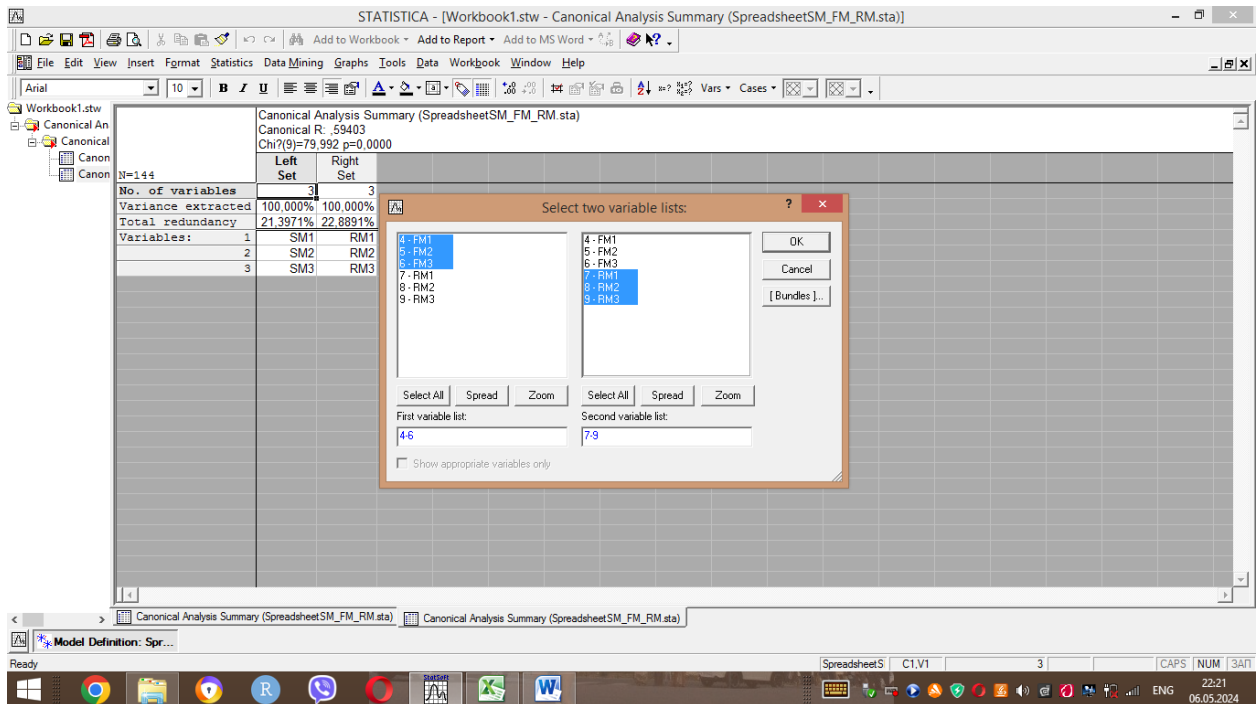 STATISTICA - [Workbook1.stw - Canonical Analysis Summary (SpreadsheetSM_FM_RM.sta)]
Add to Workbook Add to Report Add to MS Word
File Edit View Insert Format Statistics Data Mining Graphs Tools Data Workbook Window Help
Arial 10 B I U Vars Cases
Workbook1.stw
Canonical An
Canonical
Canon
Canon
Canonical Analysis Summary (SpreadsheetSM_FM_RM.sta)
Canonical R: ,59403
Chi?(9)=79,992 p=0,0000
N=144 Left Set Right Set
No. of variables 3 3
Variance extracted 100,000% 100,000%
Total redundancy 21,3971% 22,8891%
Variables: 1 SM1 RM1
2 SM2 RM2
3 SM3 RM3
Select two variable lists: ?
4 - FM1
5 - FM2
6 - FM3
7 - RM1
8 - RM2
9 - RM3
4 - FM1
5 - FM2
6 - FM3
7 - RM1
8 - RM2
9 - RM3
OK
Cancel
[ Bundles ]...
Select All Spread Zoom Select All Spread Zoom
First variable list: Second variable list:
4-6 7-9
Show appropriate variables only
Canonical Analysis Summary (SpreadsheetSM_FM_RM.sta) Canonical Analysis Summary (SpreadsheetSM_FM_RM.sta)
Model Definition: Spr...
Ready SpreadsheetS C1,V1 3 CAPS NUM ЗАП
StatSoft
ENG 22:21
06.05.2024